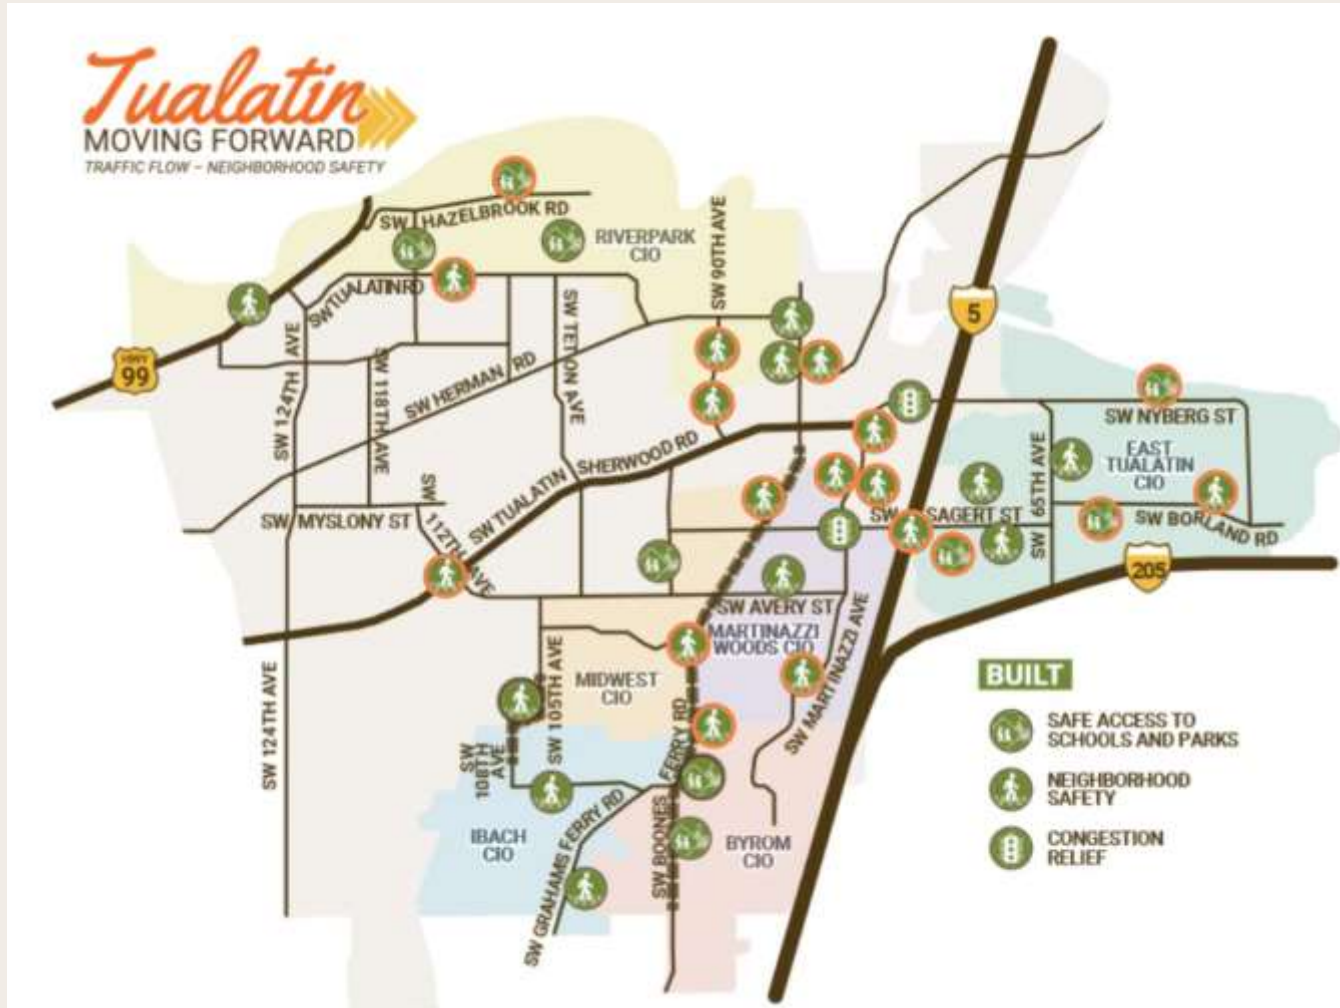 Tualatin
MOVING FORWARD
TRAFFIC FLOW – NEIGHBORHOOD SAFETY
SW HAZELBROOK RD
RIVERPARK
CIO
SW 90TH AVE
SW TUALATIN RD
SW TETON AVE
5
HWY
99
SW 124TH AVE
SW 118TH AVE
SW HERMAN RD
SW NYBERG ST
SW TUALATIN SHERWOOD RD
SW 65TH AVE
EAST
TUALATIN
CIO
SW MYSLONY ST
SW 112TH AVE
SW SAGERT ST
SW BORLAND RD
205
SW AVERY ST
MARTINAZZI
WOODS CIO
SW MARTINAZZI AVE
MIDWEST
CIO
SW 105TH AVE
SW 124TH AVE
SW
108TH
AVE
SW BOONES FERRY RD
IBACH
CIO
SW GRAHAMS FERRY RD
BYROM
CIO
BUILT
SAFE ACCESS TO
SCHOOLS AND PARKS
NEIGHBORHOOD
SAFETY
CONGESTION
RELIEF